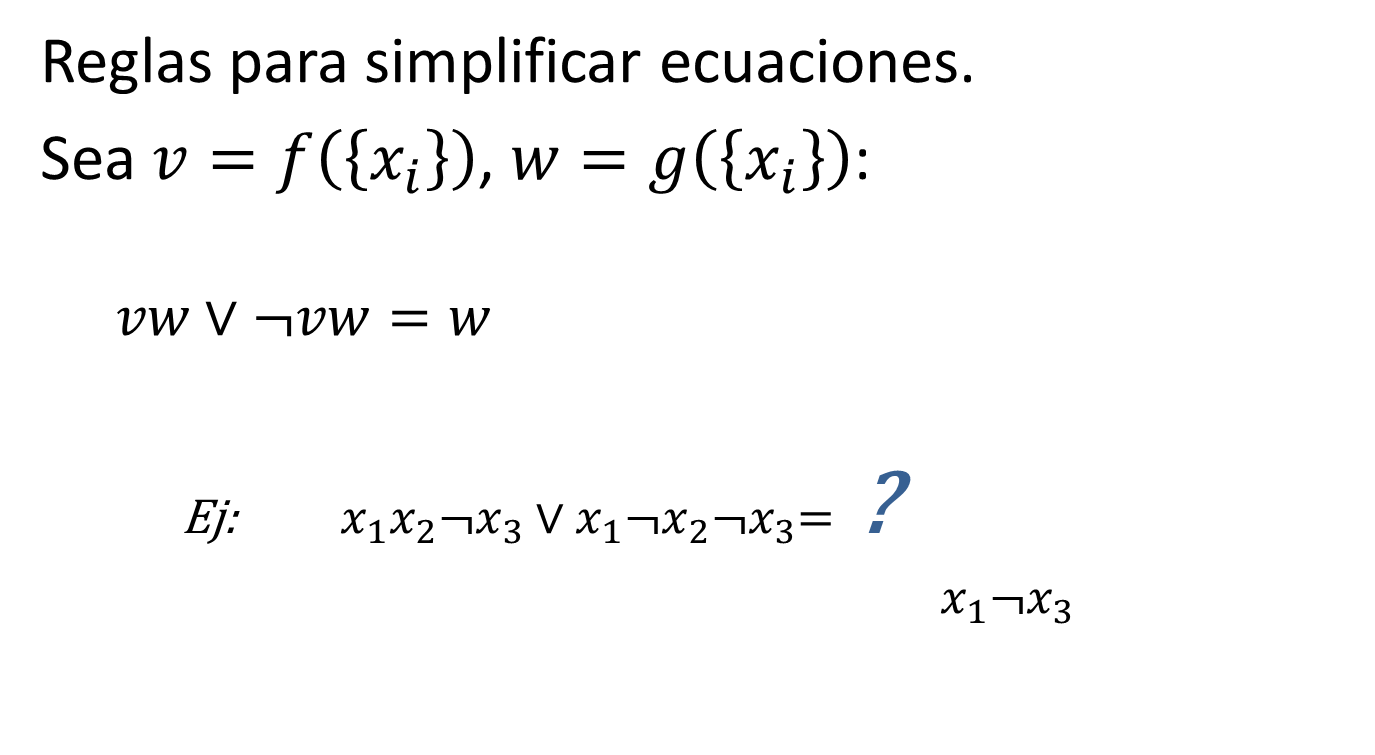 Reglas para simplificar ecuaciones.
Sea 𝑣 = 𝑓({𝑥ᵢ}), 𝑤 = 𝑔({𝑥ᵢ}):
𝑣𝑤 ∨ ¬𝑣𝑤 = 𝑤
Ej: 𝑥₁𝑥₂¬𝑥₃ ∨ 𝑥₁¬𝑥₂¬𝑥₃= ?
𝑥₁¬𝑥₃